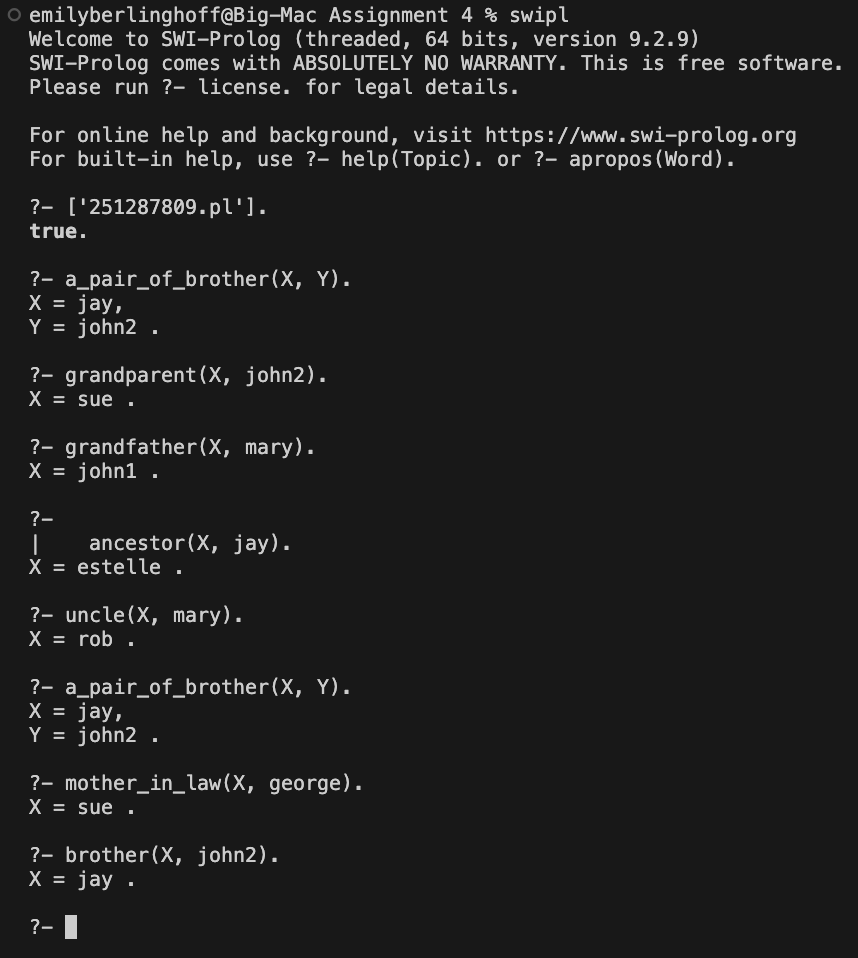 emilyberlinghoff@Big-Mac Assignment 4 % swipl
Welcome to SWI-Prolog (threaded, 64 bits, version 9.2.9)
SWI-Prolog comes with ABSOLUTELY NO WARRANTY. This is free software.
Please run ?- license. for legal details.

For online help and background, visit https://www.swi-prolog.org
For built-in help, use ?- help(Topic). or ?- apropos(Word).

?- ['251287809.pl'].
true.

?- a_pair_of_brother(X, Y).
X = jay,
Y = john2 .

?- grandparent(X, john2).
X = sue .

?- grandfather(X, mary).
X = john1 .

?-
|    ancestor(X, jay).
X = estelle .

?- uncle(X, mary).
X = rob .

?- a_pair_of_brother(X, Y).
X = jay,
Y = john2 .

?- mother_in_law(X, george).
X = sue .

?- brother(X, john2).
X = jay .

?-